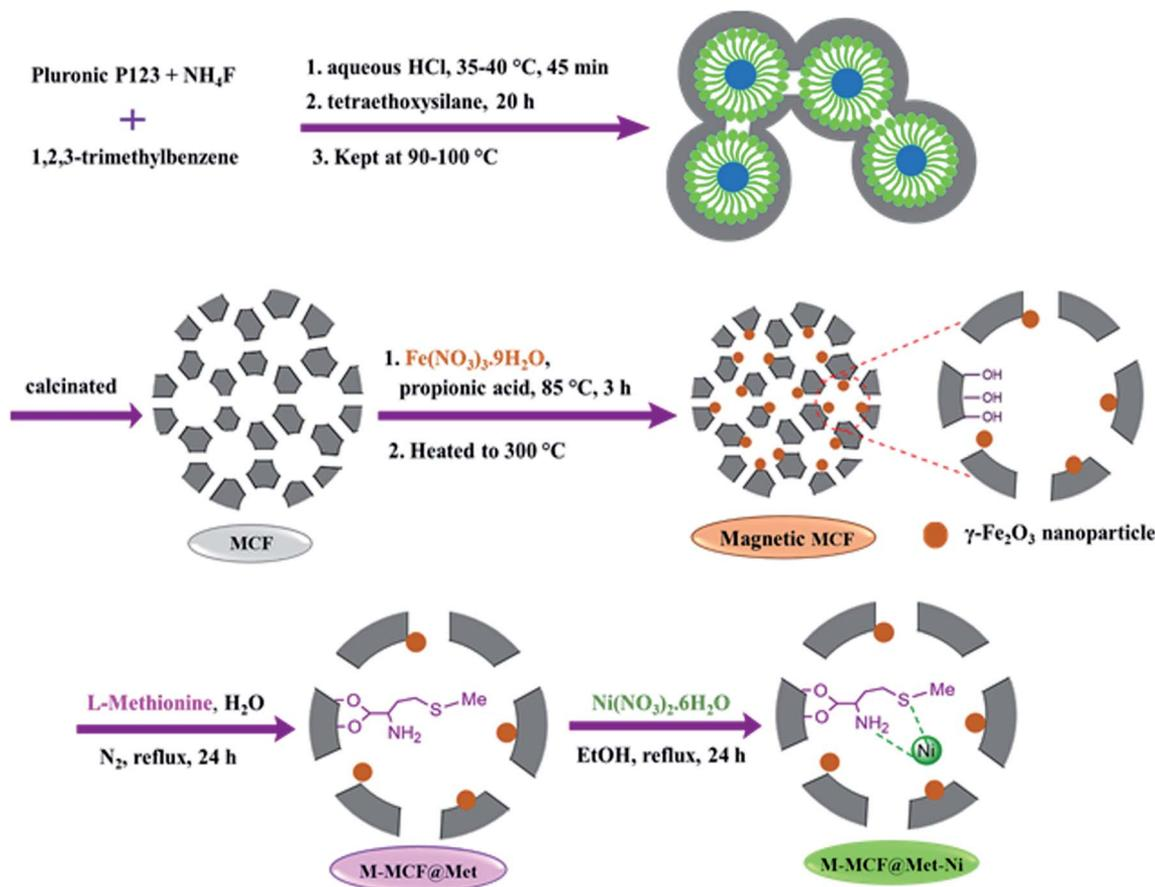 Pluronic P123 + NH₄F
+
1,2,3-trimethylbenzene
1. aqueous HCl, 35-40 °C, 45 min
2. tetraethoxysilane, 20 h
3. Kept at 90-100 °C
calcinated
MCF
1. Fe(NO₃)₃.9H₂O,
propionic acid, 85 °C, 3 h
2. Heated to 300 °C
Magnetic MCF
OH
OH
OH
γ-Fe₂O₃ nanoparticle
L-Methionine, H₂O
N₂, reflux, 24 h
O
O
S
Me
NH₂
M-MCF@Met
Ni(NO₃)₂.6H₂O
EtOH, reflux, 24 h
O
O
S
Me
NH₂
Ni
M-MCF@Met-Ni